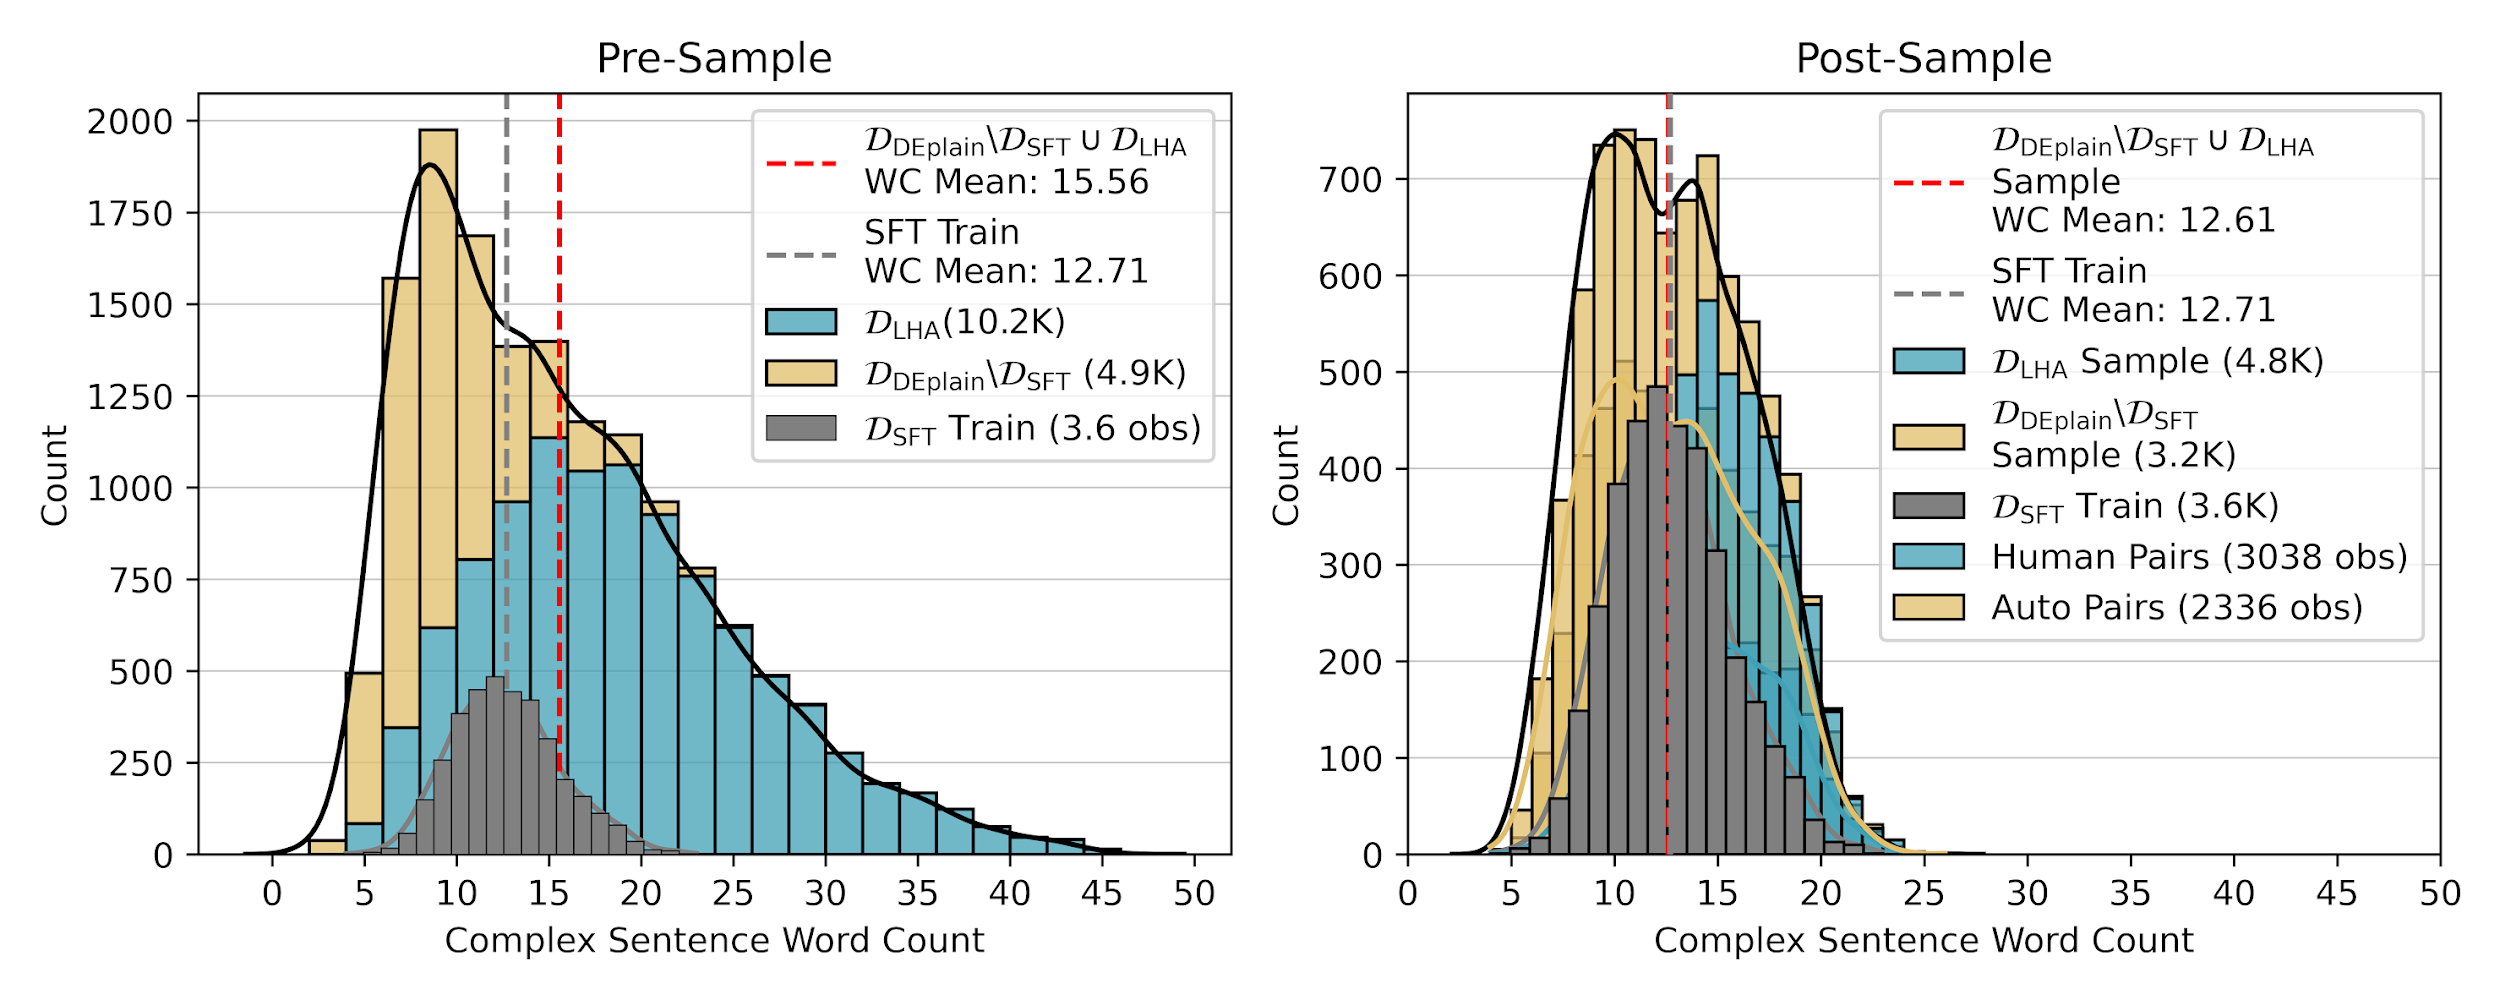 Pre-Sample
2000
1750
1500
1250
1000
750
500
250
0
Count
0 5 10 15 20 25 30 35 40 45 50
Complex Sentence Word Count
𝒟DEplain\𝒟SFT ∪ 𝒟LHA
WC Mean: 15.56
SFT Train
WC Mean: 12.71
𝒟LHA(10.2K)
𝒟DEplain\𝒟SFT (4.9K)
𝒟SFT Train (3.6 obs)
Post-Sample
700
600
500
400
300
200
100
0
Count
0 5 10 15 20 25 30 35 40 45 50
Complex Sentence Word Count
𝒟DEplain\𝒟SFT ∪ 𝒟LHA
Sample
WC Mean: 12.61
SFT Train
WC Mean: 12.71
𝒟LHA Sample (4.8K)
𝒟DEplain\𝒟SFT
Sample (3.2K)
𝒟SFT Train (3.6K)
Human Pairs (3038 obs)
Auto Pairs (2336 obs)